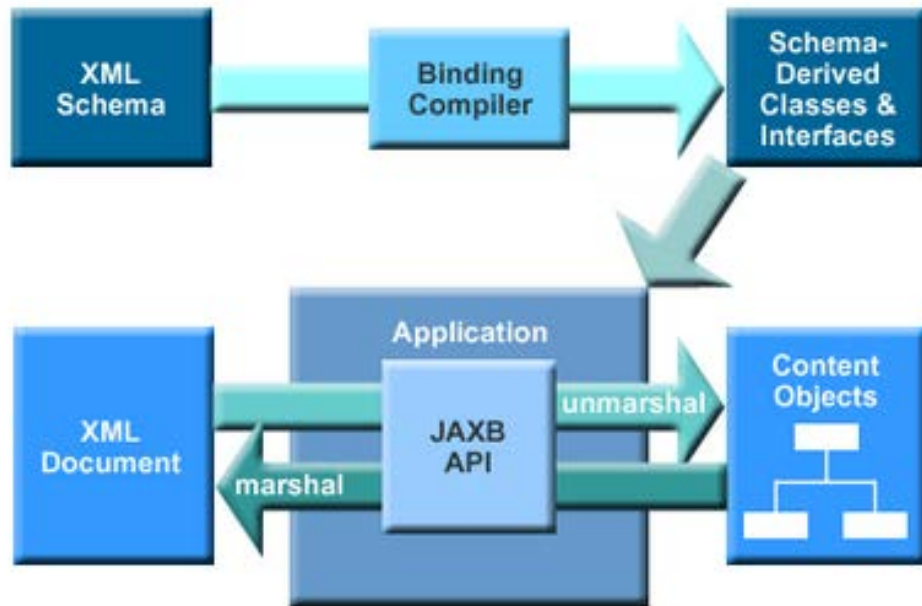 XML
Schema
Binding
Compiler
Schema-
Derived
Classes &
Interfaces
Application
XML
Document
unmarshal
JAXB
API
marshal
Content
Objects